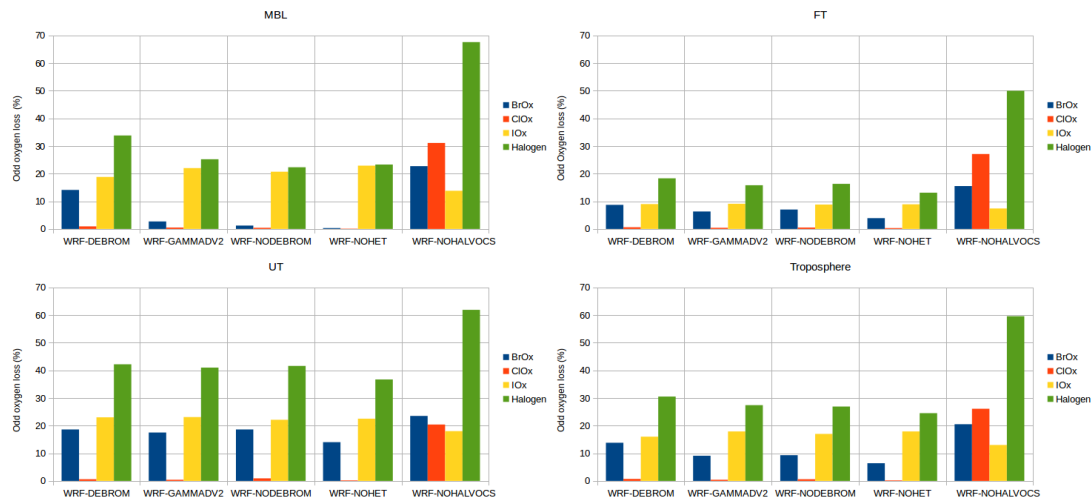 MBL
Odd oxygen loss (%)
70
60
50
40
30
20
10
0
WRF-DEBROM WRF-GAMMADV2 WRF-NODEBROM WRF-NOHET WRF-NOHALVOCS
BrOx
ClOx
IOx
Halogen
FT
Odd oxygen loss (%)
70
60
50
40
30
20
10
0
WRF-DEBROM WRF-GAMMADV2 WRF-NODEBROM WRF-NOHET WRF-NOHALVOCS
BrOx
ClOx
IOx
Halogen
UT
Odd oxygen loss (%)
70
60
50
40
30
20
10
0
WRF-DEBROM WRF-GAMMADV2 WRF-NODEBROM WRF-NOHET WRF-NOHALVOCS
BrOx
ClOx
IOx
Halogen
Troposphere
Odd oxygen loss (%)
70
60
50
40
30
20
10
0
WRF-DEBROM WRF-GAMMADV2 WRF-NODEBROM WRF-NOHET WRF-NOHALVOCS
BrOx
ClOx
IOx
Halogen